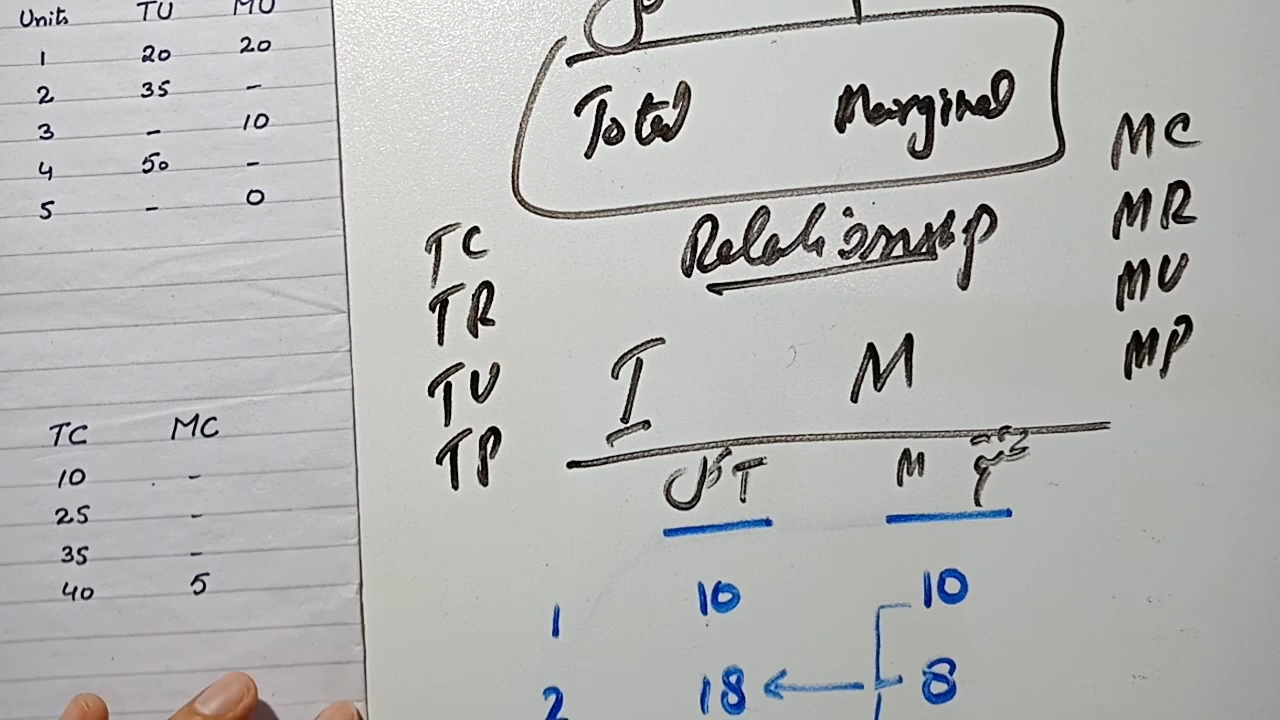 Units TU MU
1 20 20
2 35 -
3 - 10
4 50 -
5 - 0
TC MC
10 -
25 -
35 -
40 5
Total Marginal
Relationship
TC
TR
TU
TP
MC
MR
MU
MP
T M
T M
1 10 10
2 18 8